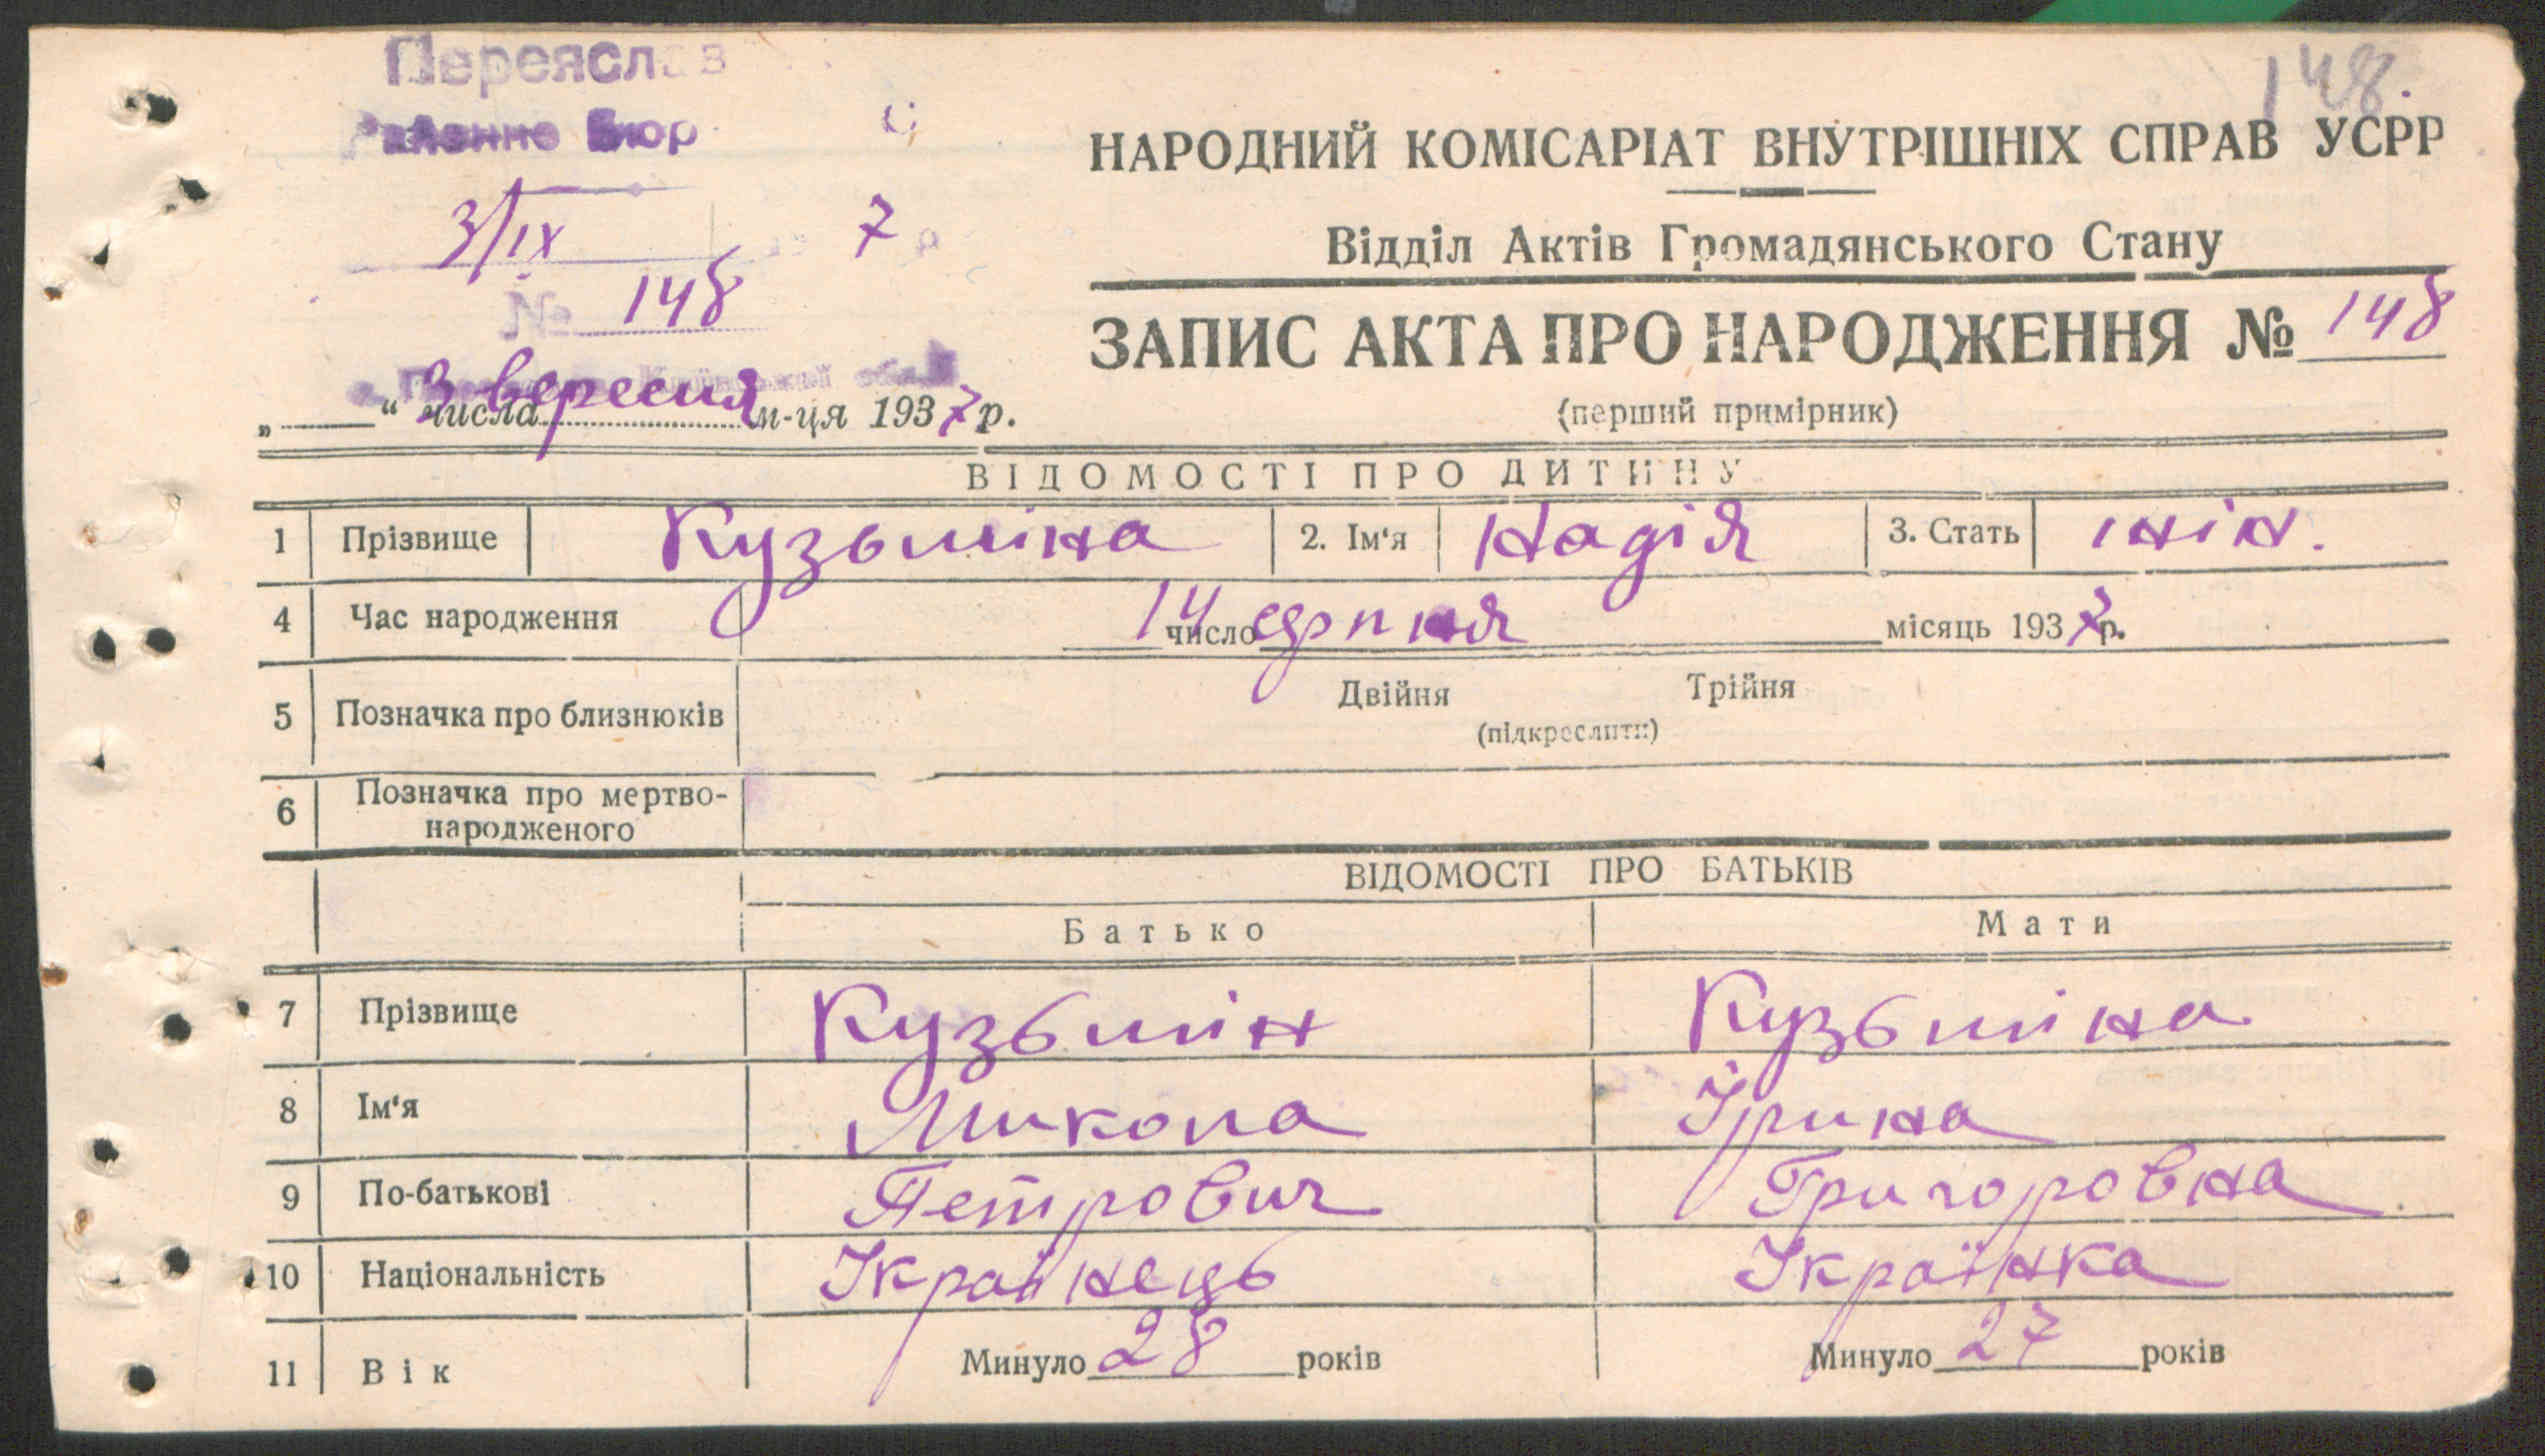 148.
Переяслав
Районне Бюр
3/ІХ 7 р
№ 148
НАРОДНИЙ КОМІСАРІАТ ВНУТРІШНІХ СПРАВ УСРР
Відділ Актів Громадянського Стану
ЗАПИС АКТА ПРО НАРОДЖЕННЯ № 148
(перший примірник)
„ “ числа 3 вересня м-ця 1937 р.
ВІДОМОСТІ ПРО ДИТИНУ
1 Прізвище Кузьміна 2. Ім‘я Надія 3. Стать жін.
4 Час народження 14 число серпня місяць 1937 р.
5 Позначка про близнюків Двійня Трійня
(підкреслити)
6 Позначка про мертво-
народженого
ВІДОМОСТІ ПРО БАТЬКІВ
Батько Мати
7 Прізвище Кузьмін Кузьміна
8 Ім‘я Микола Ірина
9 По-батькові Петрович Григоровна
10 Національність Українець Українка
11 Вік Минуло 28 років Минуло 27 років